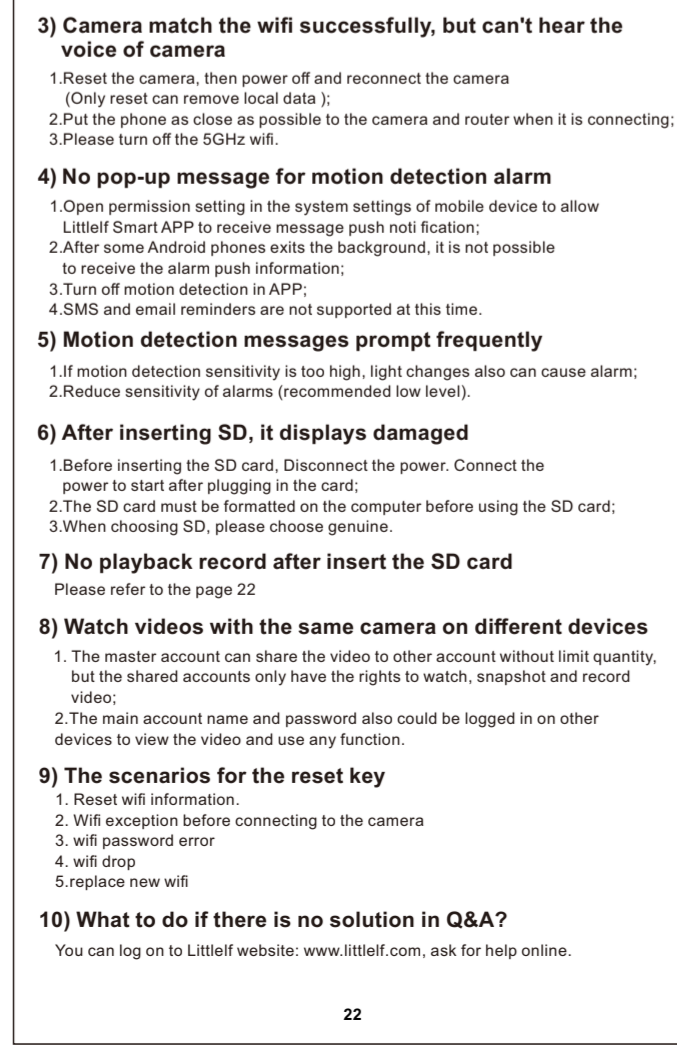 3) Camera match the wifi successfully, but can't hear the
voice of camera
1.Reset the camera, then power off and reconnect the camera
(Only reset can remove local data );
2.Put the phone as close as possible to the camera and router when it is connecting;
3.Please turn off the 5GHz wifi.
4) No pop-up message for motion detection alarm
1.Open permission setting in the system settings of mobile device to allow
Littlelf Smart APP to receive message push noti fication;
2.After some Android phones exits the background, it is not possible
to receive the alarm push information;
3.Turn off motion detection in APP;
4.SMS and email reminders are not supported at this time.
5) Motion detection messages prompt frequently
1.If motion detection sensitivity is too high, light changes also can cause alarm;
2.Reduce sensitivity of alarms (recommended low level).
6) After inserting SD, it displays damaged
1.Before inserting the SD card, Disconnect the power. Connect the
power to start after plugging in the card;
2.The SD card must be formatted on the computer before using the SD card;
3.When choosing SD, please choose genuine.
7) No playback record after insert the SD card
Please refer to the page 22
8) Watch videos with the same camera on different devices
1. The master account can share the video to other account without limit quantity,
but the shared accounts only have the rights to watch, snapshot and record
video;
2.The main account name and password also could be logged in on other
devices to view the video and use any function.
9) The scenarios for the reset key
1. Reset wifi information.
2. Wifi exception before connecting to the camera
3. wifi password error
4. wifi drop
5.replace new wifi
10) What to do if there is no solution in Q&A?
You can log on to Littlelf website: www.littlelf.com, ask for help online.
22